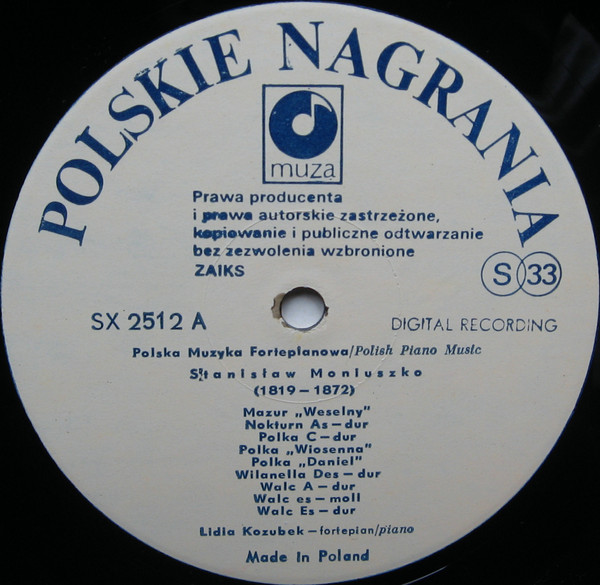 POLSKIE NAGRANIA
muza
Prawa producenta
i prawa autorskie zastrzeżone,
kopiowanie i publiczne odtwarzanie
bez zezwolenia wzbronione
ZAIKS
S 33
SX 2512 A
DIGITAL RECORDING
Polska Muzyka Fortepianowa/Polish Piano Music
Stanisław Moniuszko
(1819—1872)
Mazur „Weselny”
Nokturn As—dur
Polka C—dur
Polka „Wiosenna”
Polka „Daniel”
Wilanella Des—dur
Walc A—dur
Walc es—moll
Walc Es—dur
Lidia Kozubek—fortepian/piano
Made in Poland